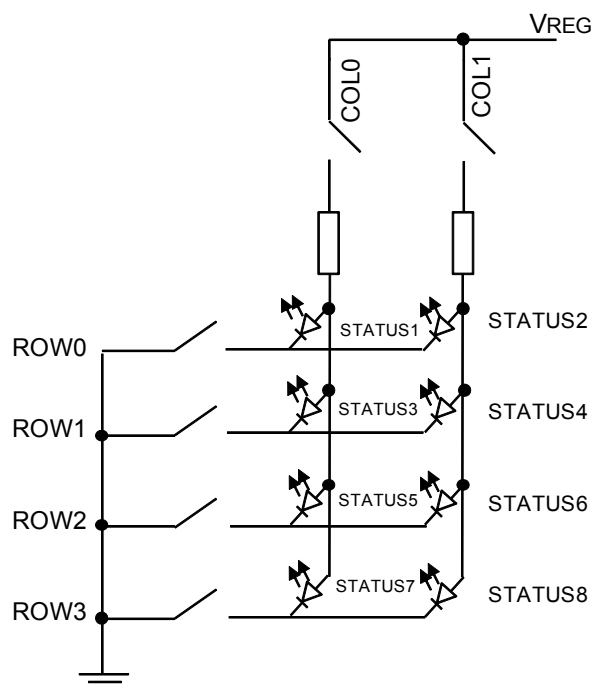 VREG
COL0
COL1
ROW0
STATUS1
STATUS2
ROW1
STATUS3
STATUS4
ROW2
STATUS5
STATUS6
ROW3
STATUS7
STATUS8